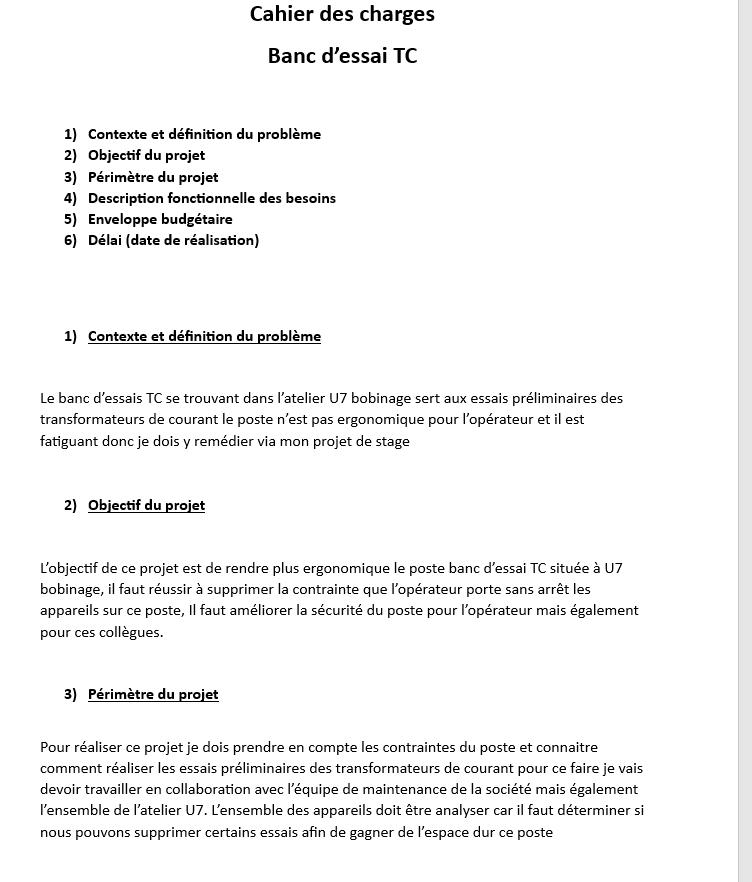 Cahier des charges
Banc d'essai TC
1) Contexte et définition du problème
2) Objectif du projet
3) Périmètre du projet
4) Description fonctionnelle des besoins
5) Enveloppe budgétaire
6) Délai (date de réalisation)
1) Contexte et définition du problème
Le banc d'essais TC se trouvant dans l'atelier U7 bobinage sert aux essais préliminaires des
transformateurs de courant le poste n'est pas ergonomique pour l'opérateur et il est
fatiguant donc je dois y remédier via mon projet de stage
2) Objectif du projet
L'objectif de ce projet est de rendre plus ergonomique le poste banc d'essai TC située à U7
bobinage, il faut réussir à supprimer la contrainte que l'opérateur porte sans arrêt les
appareils sur ce poste, Il faut améliorer la sécurité du poste pour l'opérateur mais également
pour ces collègues.
3) Périmètre du projet
Pour réaliser ce projet je dois prendre en compte les contraintes du poste et connaitre
comment réaliser les essais préliminaires des transformateurs de courant pour ce faire je vais
devoir travailler en collaboration avec l'équipe de maintenance de la société mais également
l'ensemble de l'atelier U7. L'ensemble des appareils doit être analyser car il faut déterminer si
nous pouvons supprimer certains essais afin de gagner de l'espace dur ce poste